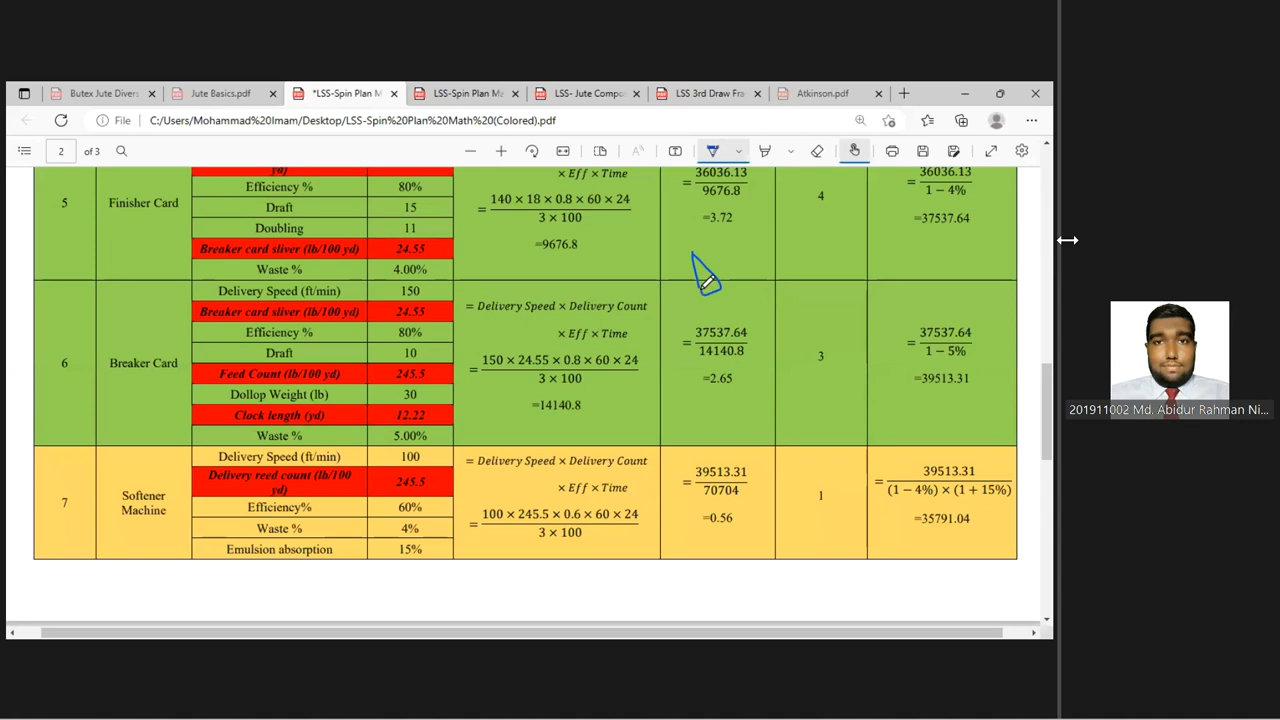 Butex Jute Divers
Jute Basics.pdf
*LSS-Spin Plan M
LSS-Spin Plan Ma
LSS- Jute Compo
LSS 3rd Draw Fra
Atkinson.pdf
File
C:/Users/Mohammad%20Imam/Desktop/LSS-Spin%20Plan%20Math%20(Colored).pdf
2 of 3
yd)
5
Finisher Card
Efficiency % 80%
Draft 15
Doubling 11
Breaker card sliver (lb/100 yd) 24.55
Waste % 4.00%
× Eff × Time
= 140 × 18 × 0.8 × 60 × 24
3 × 100
=9676.8
= 36036.13
9676.8
=3.72
4
= 36036.13
1 − 4%
=37537.64
6
Breaker Card
Delivery Speed (ft/min) 150
Breaker card sliver (lb/100 yd) 24.55
Efficiency % 80%
Draft 10
Feed Count (lb/100 yd) 245.5
Dollop Weight (lb) 30
Clock length (yd) 12.22
Waste % 5.00%
= Delivery Speed × Delivery Count
× Eff × Time
= 150 × 24.55 × 0.8 × 60 × 24
3 × 100
=14140.8
= 37537.64
14140.8
=2.65
3
= 37537.64
1 − 5%
=39513.31
7
Softener
Machine
Delivery Speed (ft/min) 100
Delivery reed count (lb/100
yd) 245.5
Efficiency% 60%
Waste % 4%
Emulsion absorption 15%
= Delivery Speed × Delivery Count
× Eff × Time
= 100 × 245.5 × 0.6 × 60 × 24
3 × 100
= 39513.31
70704
=0.56
1
= 39513.31
(1 − 4%) × (1 + 15%)
=35791.04
201911002 Md. Abidur Rahman Ni...